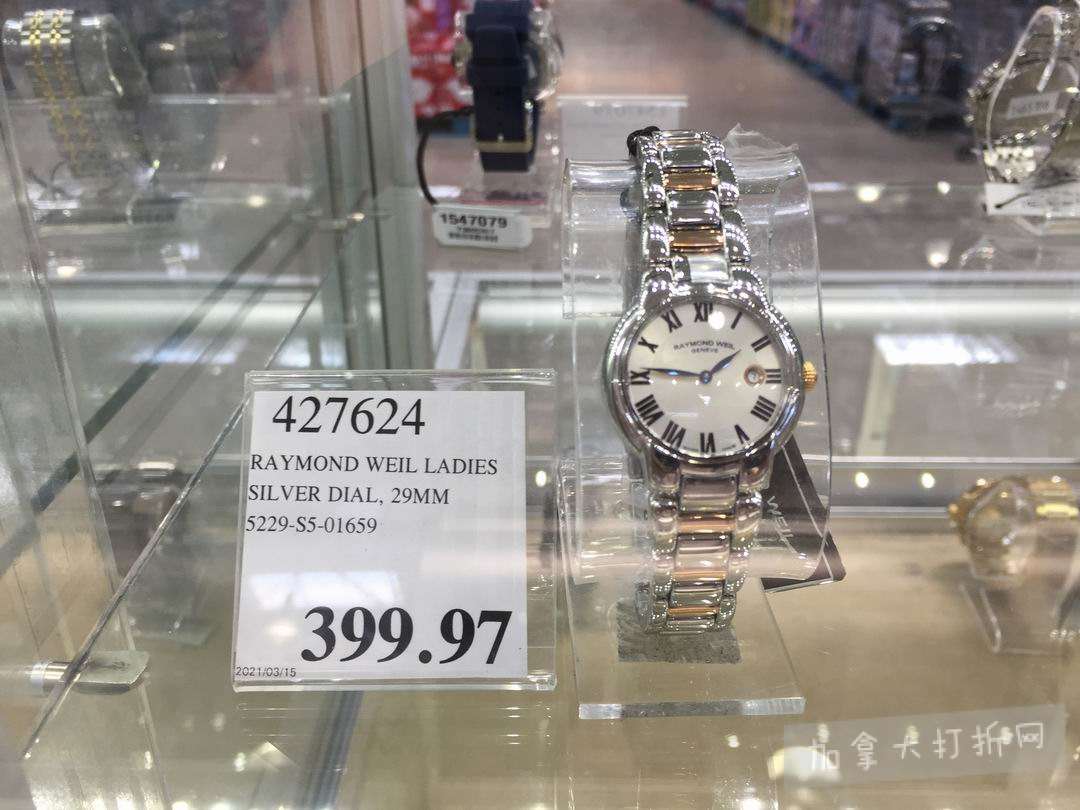 1547079
RAYMOND WEIL
GENEVE
427624
RAYMOND WEIL LADIES
SILVER DIAL, 29MM
5229-S5-01659
399.97
2021/03/15
WEIL
加拿大打折网